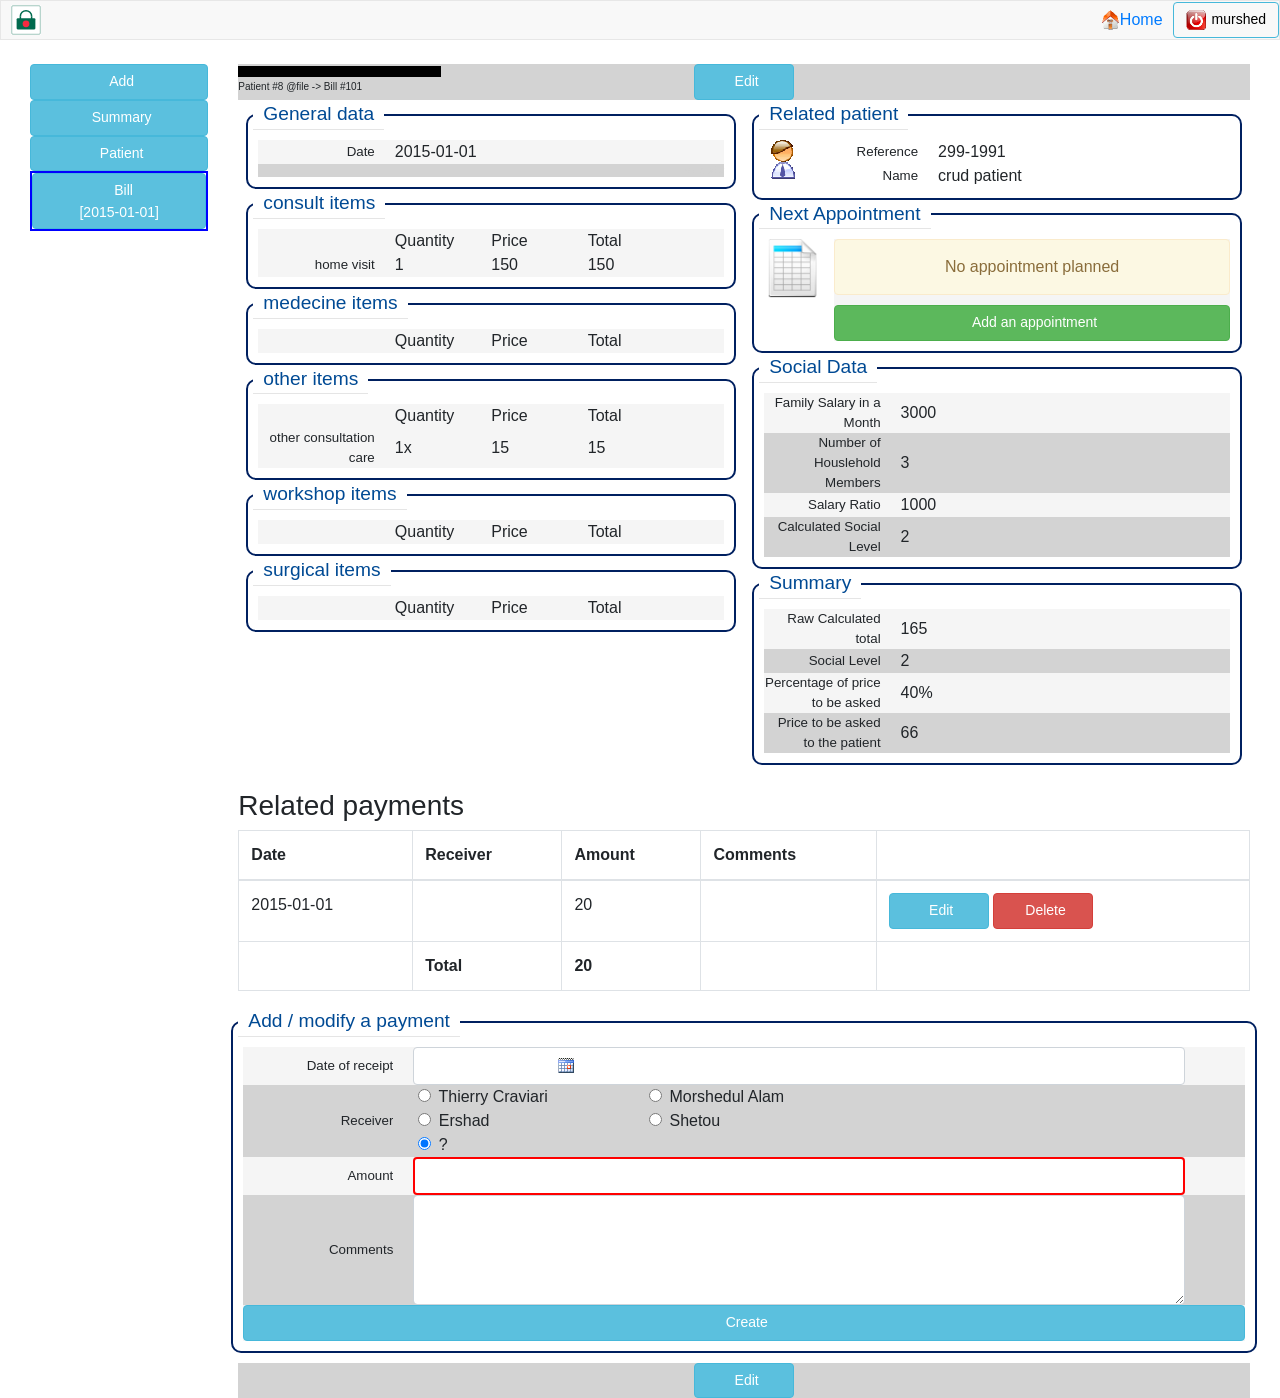 Home
murshed
Add
Summary
Patient
Bill
[2015-01-01]
Patient #8 @file -> Bill #101
Edit
General data
Date 2015-01-01
consult items
Quantity Price Total
home visit 1 150 150
medecine items
Quantity Price Total
other items
Quantity Price Total
other consultation
care
1x 15 15
workshop items
Quantity Price Total
surgical items
Quantity Price Total
Related patient
Reference 299-1991
Name crud patient
Next Appointment
No appointment planned
Add an appointment
Social Data
Family Salary in a
Month
3000
Number of
Houslehold
Members
3
Salary Ratio 1000
Calculated Social
Level
2
Summary
Raw Calculated
total
165
Social Level 2
Percentage of price
to be asked
40%
Price to be asked
to the patient
66
Related payments
Date Receiver Amount Comments
2015-01-01 20 Edit Delete
Total 20
Add / modify a payment
Date of receipt
Receiver
Thierry Craviari Morshedul Alam
Ershad Shetou
?
Amount
Comments
Create
Edit